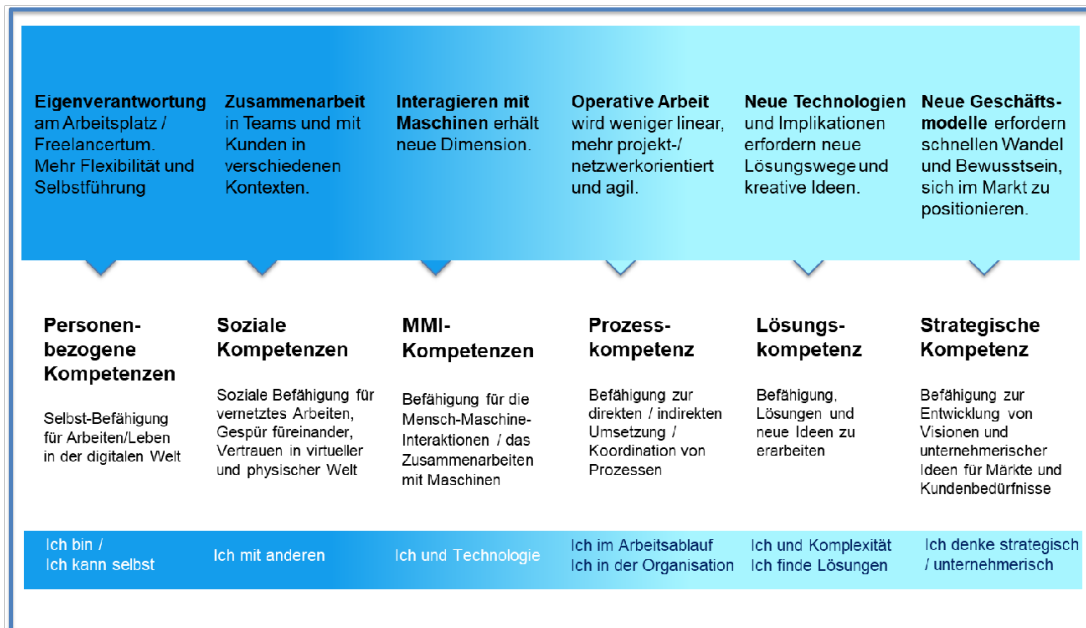 Eigenverantwortung
am Arbeitsplatz /
Freelancertum.
Mehr Flexibilität und
Selbstführung
Zusammenarbeit
in Teams und mit
Kunden in
verschiedenen
Kontexten.
Interagieren mit
Maschinen erhält
neue Dimension.
Operative Arbeit
wird weniger linear,
mehr projekt-/
netzwerkorientiert
und agil.
Neue Technologien
und Implikationen
erfordern neue
Lösungswege und
kreative Ideen.
Neue Geschäfts-
modelle erfordern
schnellen Wandel
und Bewusstsein,
sich im Markt zu
positionieren.
Personen-
bezogene
Kompetenzen
Selbst-Befähigung
für Arbeiten/Leben
in der digitalen Welt
Soziale
Kompetenzen
Soziale Befähigung für
vernetztes Arbeiten,
Gespür füreinander,
Vertrauen in virtueller
und physischer Welt
MMI-
Kompetenzen
Befähigung für die
Mensch-Maschine-
Interaktionen / das
Zusammenarbeiten
mit Maschinen
Prozess-
kompetenz
Befähigung zur
direkten / indirekten
Umsetzung /
Koordination von
Prozessen
Lösungs-
kompetenz
Befähigung,
Lösungen und
neue Ideen zu
erarbeiten
Strategische
Kompetenz
Befähigung zur
Entwicklung von
Visionen und
unternehmerischer
Ideen für Märkte und
Kundenbedürfnisse
Ich bin /
Ich kann selbst
Ich mit anderen
Ich und Technologie
Ich im Arbeitsablauf
Ich in der Organisation
Ich und Komplexität
Ich finde Lösungen
Ich denke strategisch
/ unternehmerisch